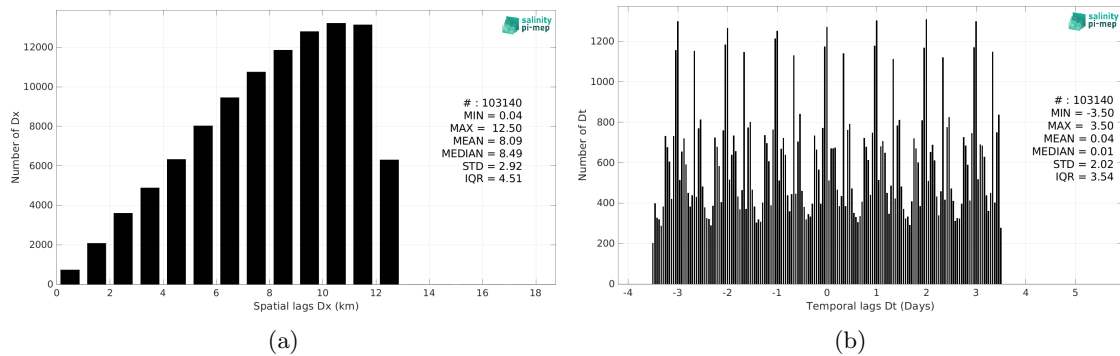 salinity
pi-mep
12000
10000
8000
6000
4000
2000
0
Number of Dx
# : 103140
MIN = 0.04
MAX = 12.50
MEAN = 8.09
MEDIAN = 8.49
STD = 2.92
IQR = 4.51
0 2 4 6 8 10 12 14 16 18
Spatial lags Dx (km)
(a)
salinity
pi-mep
1200
1000
800
600
400
200
0
Number of Dt
# : 103140
MIN = -3.50
MAX = 3.50
MEAN = 0.04
MEDIAN = 0.01
STD = 2.02
IQR = 3.54
-4 -3 -2 -1 0 1 2 3 4 5
Temporal lags Dt (Days)
(b)